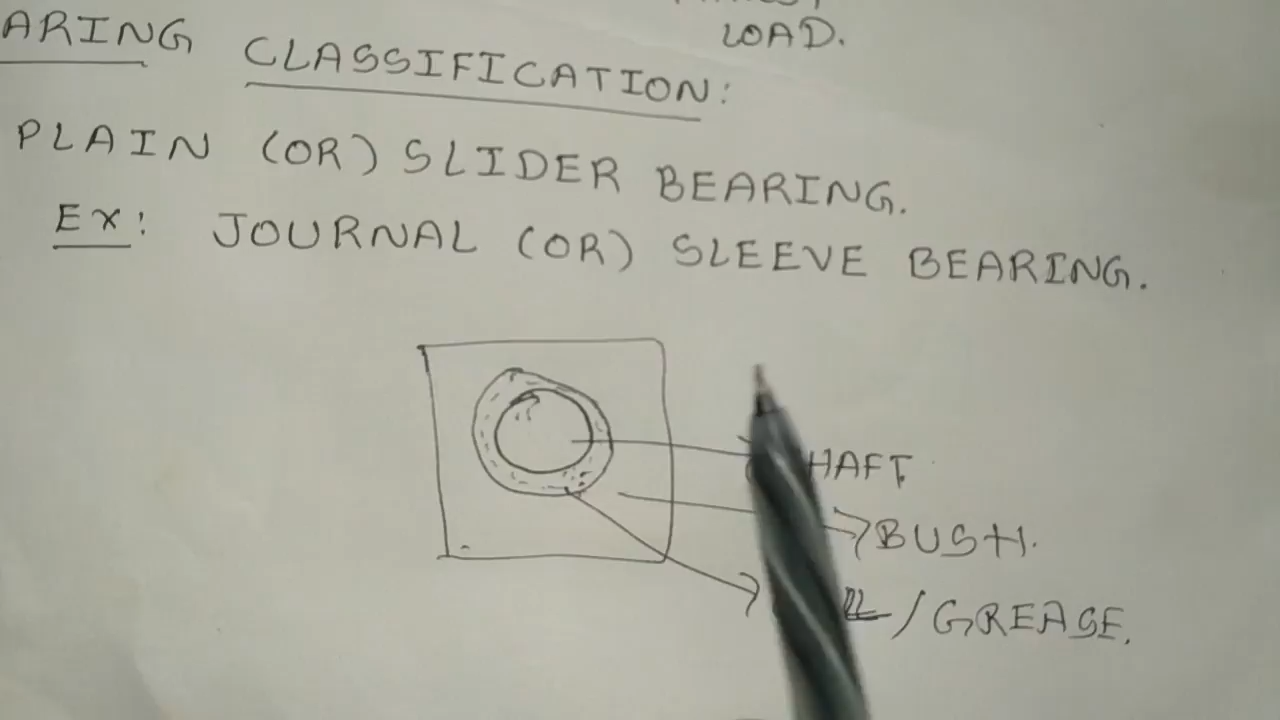 LOAD.
ARING CLASSIFICATION:
PLAIN (OR) SLIDER BEARING.
EX: JOURNAL (OR) SLEEVE BEARING.
HAFT.
BUSH.
/GREASE.